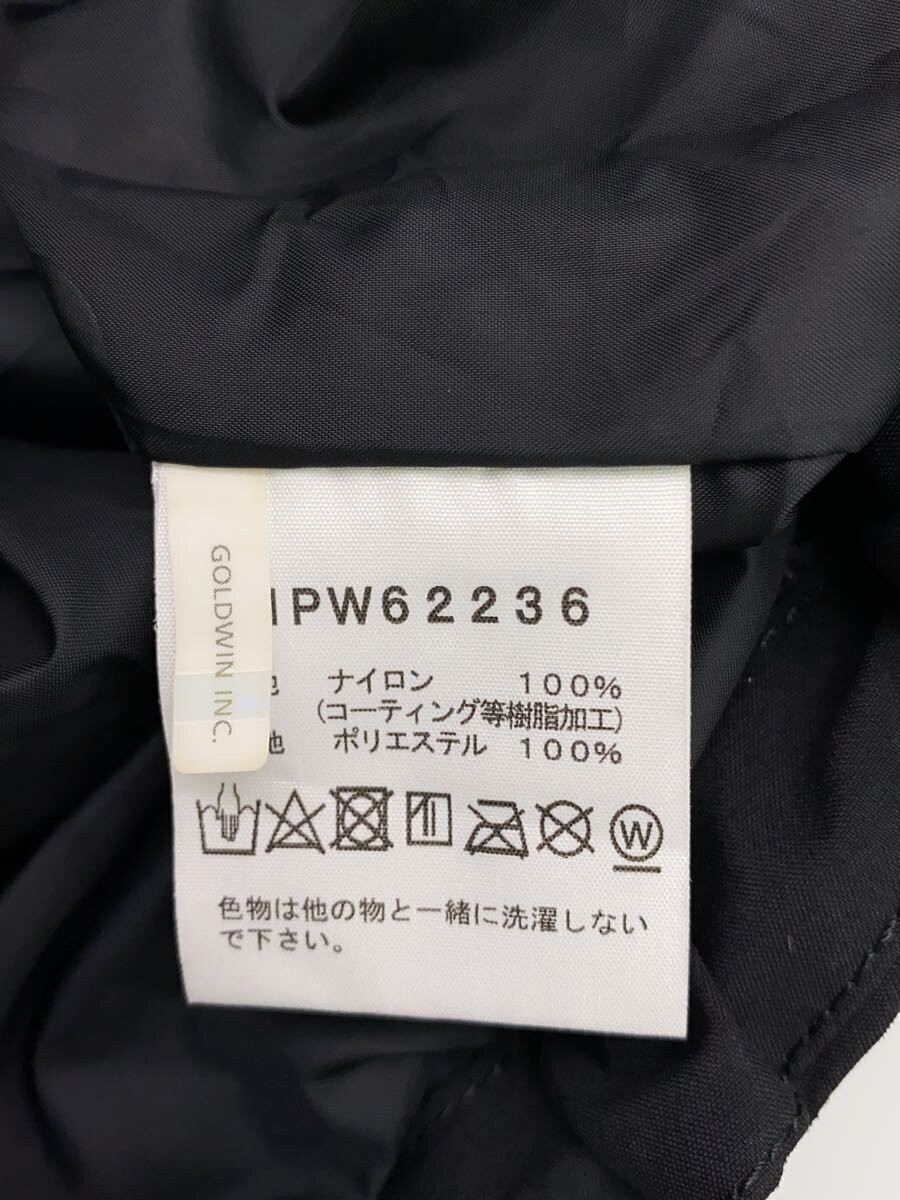 GOLDWIN INC.
PW62236
ナイロン 100%
(コーティング等樹脂加工)
地 ポリエステル 100%
W
色物は他の物と一緒に洗濯しない
で下さい。